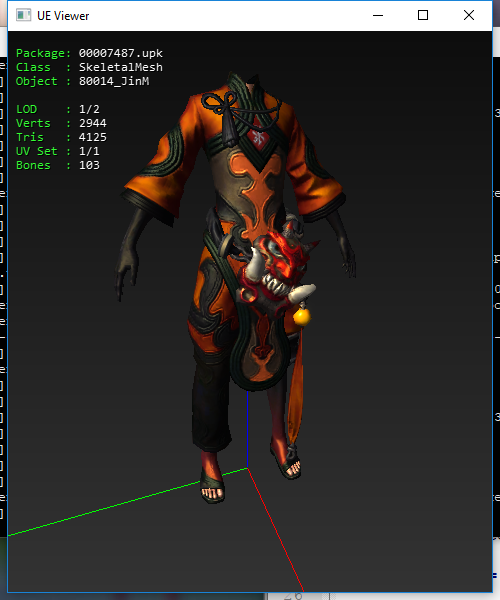 UE Viewer
Package: 00007487.upk
Class : SkeletalMesh
Object : 80014_JinM
LOD : 1/2
Verts : 2944
Tris : 4125
UV Set : 1/1
Bones : 103